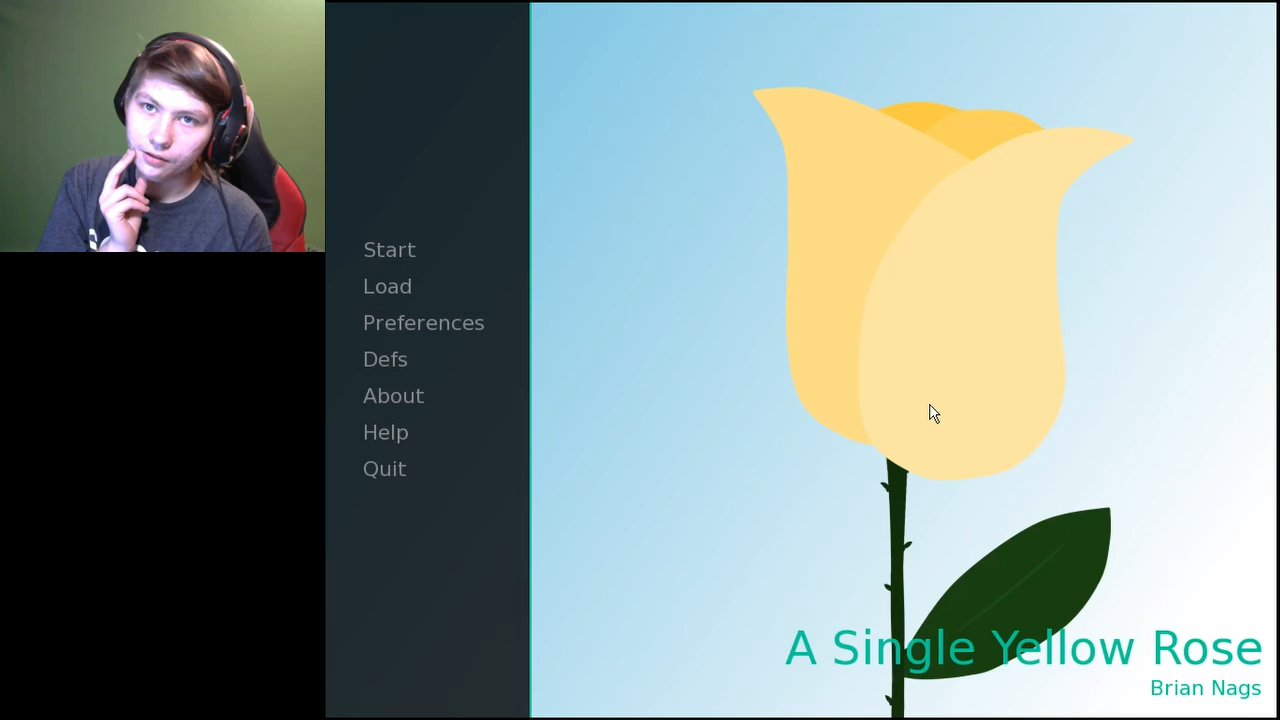 Start
Load
Preferences
Defs
About
Help
Quit
A Single Yellow Rose
Brian Nags